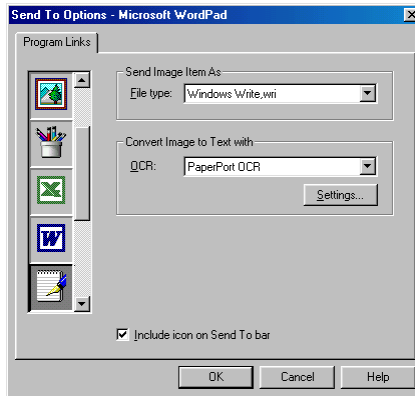 Send To Options - Microsoft WordPad
Program Links
Send Image Item As
File type: Windows Write,wri
Convert Image to Text with
OCR: PaperPort OCR
Settings...
W
Include icon on Send To bar
OK Cancel Help